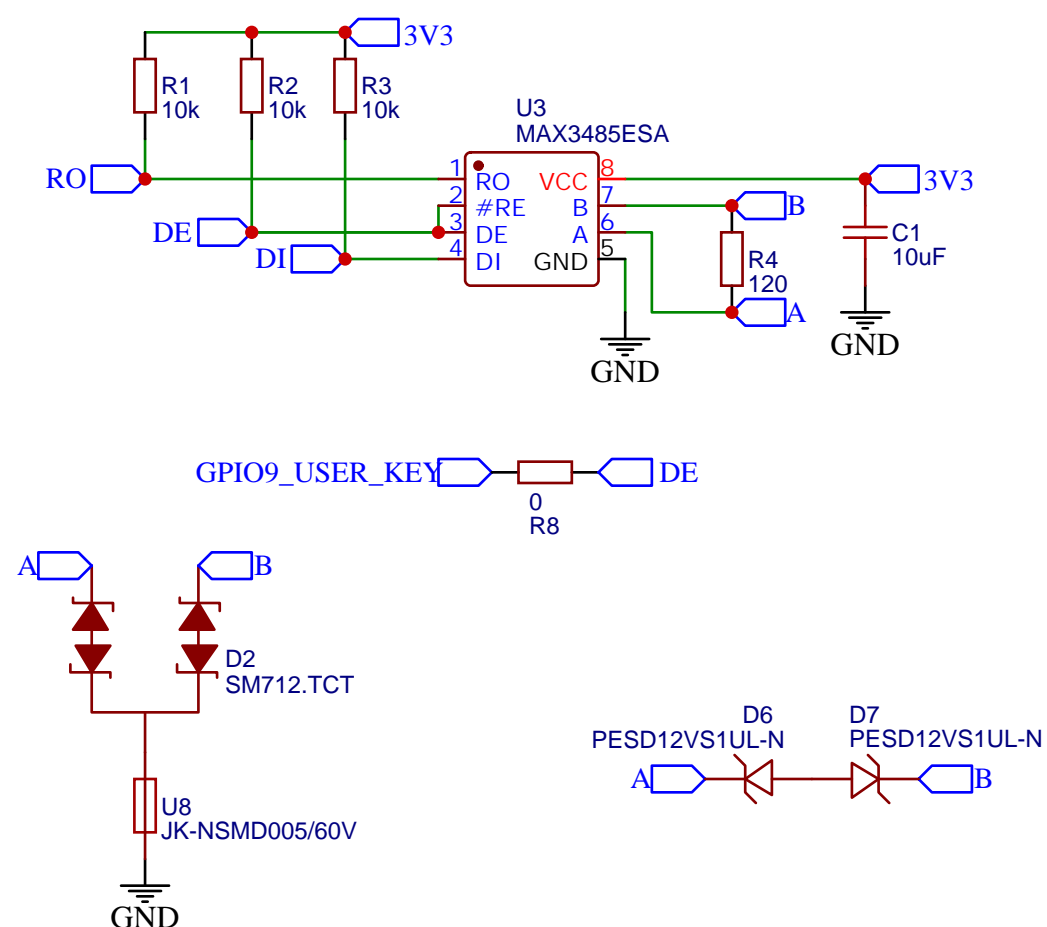 3V3
R1
10k
R2
10k
R3
10k
U3
MAX3485ESA
RO
DE
DI
1
2
3
4
RO
#RE
DE
DI
VCC
B
A
GND
8
7
6
5
3V3
B
R4
120
A
C1
10uF
GND
GND
GPIO9_USER_KEY
DE
0
R8
A
B
D2
SM712.TCT
U8
JK-NSMD005/60V
GND
D6
PESD12VS1UL-N
D7
PESD12VS1UL-N
A
B